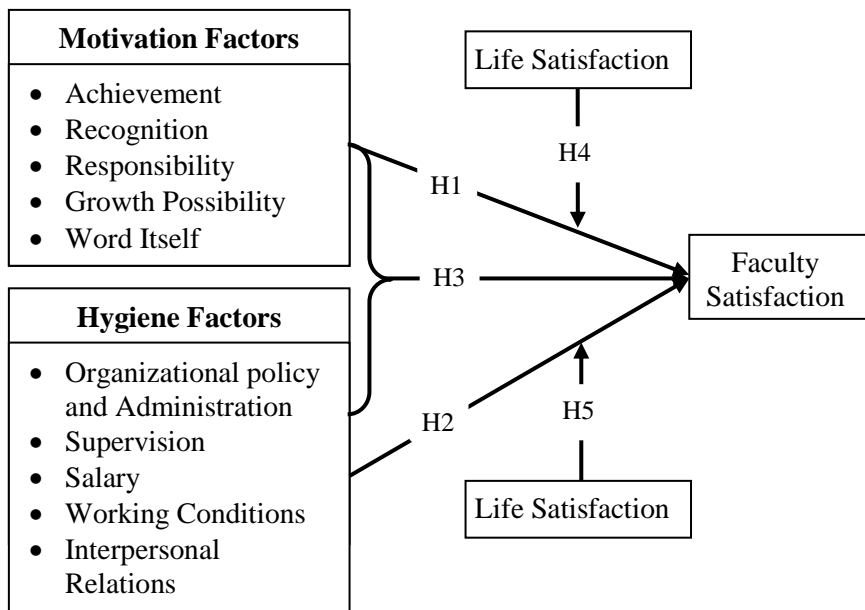 Motivation Factors
• Achievement
• Recognition
• Responsibility
• Growth Possibility
• Word Itself
Life Satisfaction
H4
H1
Faculty
Satisfaction
H3
Hygiene Factors
• Organizational policy
and Administration
• Supervision
• Salary
• Working Conditions
• Interpersonal
Relations
H2
H5
Life Satisfaction